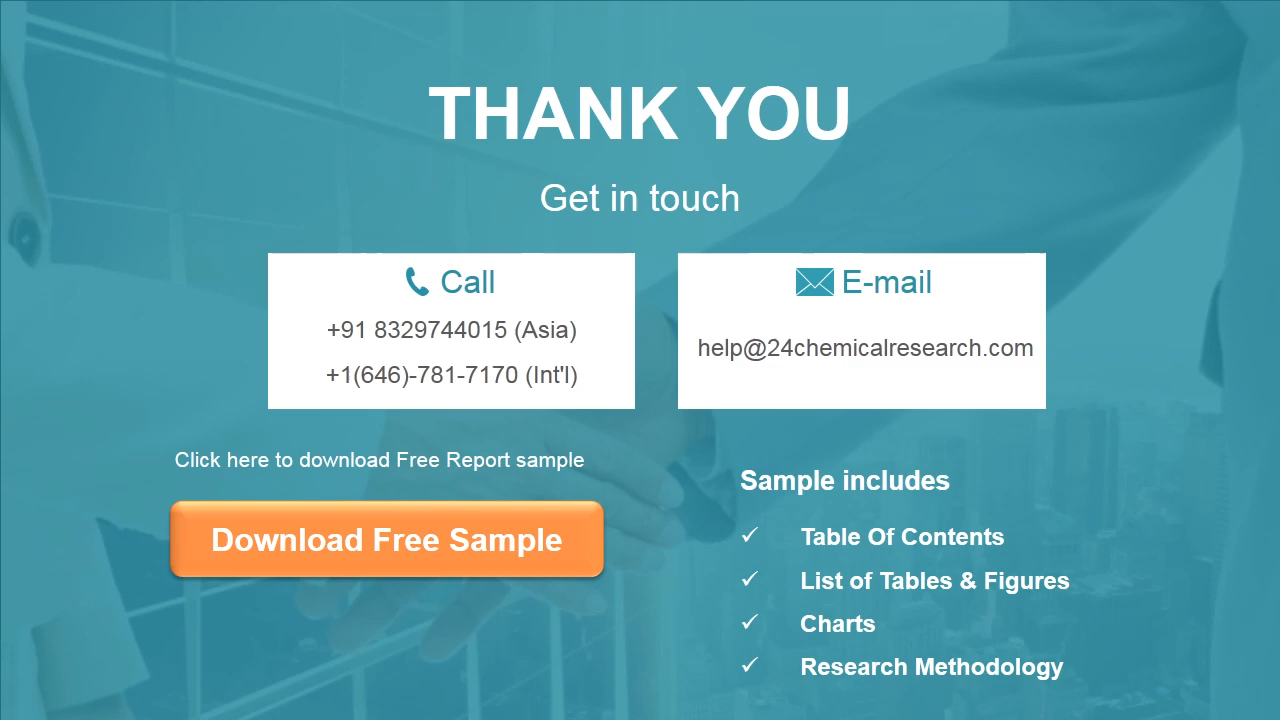 THANK YOU
Get in touch
Call
+91 8329744015 (Asia)
+1(646)-781-7170 (Int'l)
E-mail
help@24chemicalresearch.com
Click here to download Free Report sample
Download Free Sample
Sample includes
✓ Table Of Contents
✓ List of Tables & Figures
✓ Charts
✓ Research Methodology